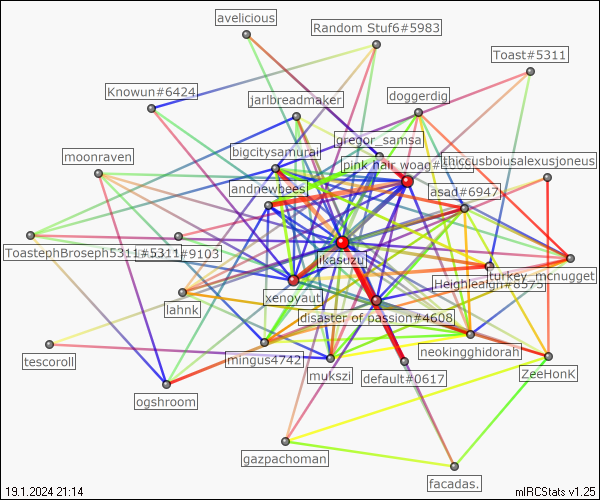 avelicious
Random Stuf6#5983
Toast#5311
Knowun#6424
jarlbreadmaker
doggerdig
gregor_samsa
bigcitysamurai
pink hair woag#
thiccusboiusalexusjoneus
moonraven
andnewbees
asad#6947
ToastephBroseph5311#5311
#9103
ikasuzu
turkey_mcnugget
Heighleaigh#8575
xenoyaut
lahnk
disaster of passion#4608
tescoroll
mingus4742
mukszi
default#0617
neokingghidorah
ZeeHonK
ogshroom
gazpachoman
facadas.
19.1.2024 21:14
mIRCStats v1.25